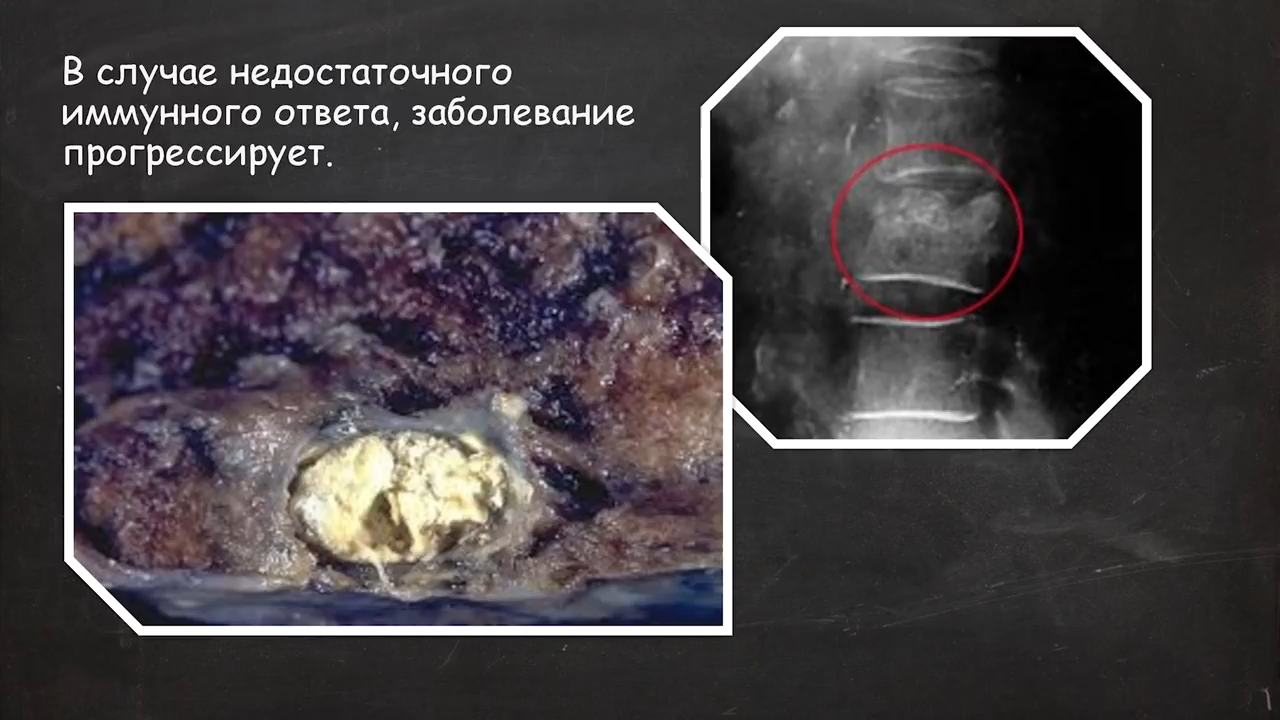 В случае недостаточного
иммунного ответа, заболевание
прогрессирует.